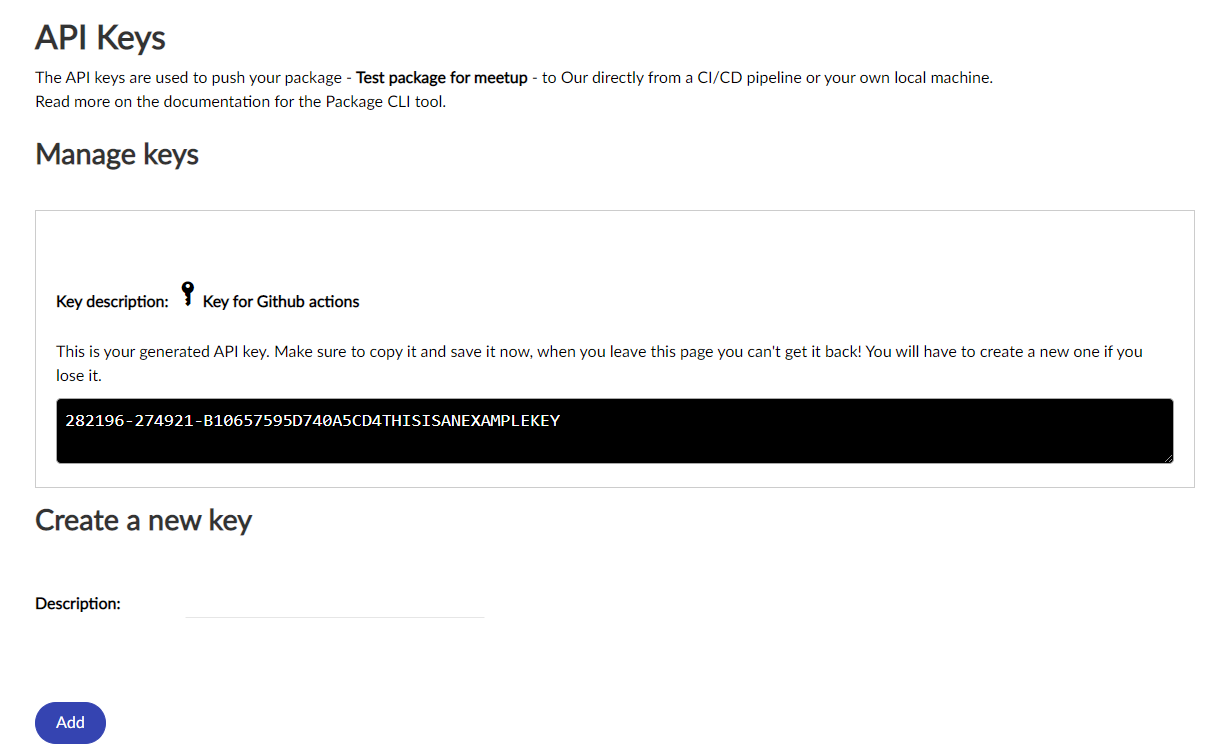 API Keys
The API keys are used to push your package - Test package for meetup - to Our directly from a CI/CD pipeline or your own local machine.
Read more on the documentation for the Package CLI tool.
Manage keys
Key description: Key for Github actions
This is your generated API key. Make sure to copy it and save it now, when you leave this page you can't get it back! You will have to create a new one if you
lose it.
282196-274921-B10657595D740A5CD4THISISANEXAMPLEKEY
Create a new key
Description:
Add